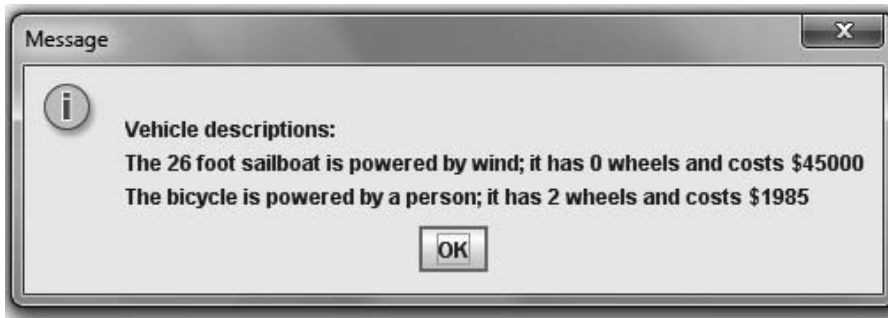 Message
x
i
Vehicle descriptions:
The 26 foot sailboat is powered by wind; it has 0 wheels and costs $45000
The bicycle is powered by a person; it has 2 wheels and costs $1985
OK